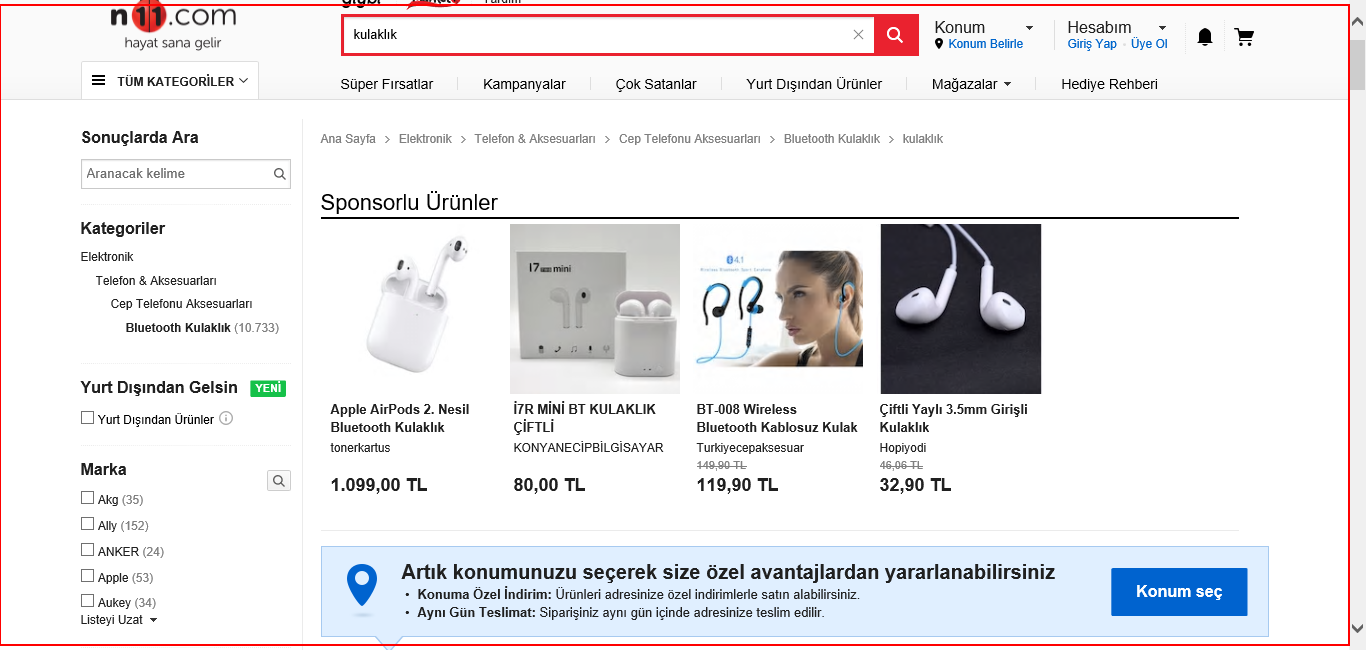 n11.com
hayat sana gelir
kulaklık
Konum
Konum Belirle
Hesabım
Giriş Yap
Üye Ol
TÜM KATEGORİLER
Süper Fırsatlar
Kampanyalar
Çok Satanlar
Yurt Dışından Ürünler
Mağazalar
Hediye Rehberi
Sonuçlarda Ara
Aranacak kelime
Kategoriler
Elektronik
Telefon & Aksesuarları
Cep Telefonu Aksesuarları
Bluetooth Kulaklık (10.733)
Yurt Dışından Gelsin YENİ
Yurt Dışından Ürünler
Marka
Akg (35)
Ally (152)
ANKER (24)
Apple (53)
Aukey (34)
Listeyi Uzat
Ana Sayfa > Elektronik > Telefon & Aksesuarları > Cep Telefonu Aksesuarları > Bluetooth Kulaklık > kulaklık
Sponsorlu Ürünler
Apple AirPods 2. Nesil
Bluetooth Kulaklık
tonerkartus
1.099,00 TL
i7 mini
İ7R MİNİ BT KULAKLIK
ÇİFTLİ
KONYANECİPBİLGİSAYAR
80,00 TL
4.1
BT-008 Wireless
Bluetooth Kablosuz Kulak
Turkiyecepaksesuar
149,90 TL
119,90 TL
Çiftli Yaylı 3.5mm Girişli
Kulaklık
Hopiyodi
46,06 TL
32,90 TL
Artık konumunuzu seçerek size özel avantajlardan yararlanabilirsiniz
• Konuma Özel İndirim: Ürünleri adresinize özel indirimlerle satın alabilirsiniz.
• Aynı Gün Teslimat: Siparişiniz aynı gün içinde adresinize teslim edilir.
Konum seç